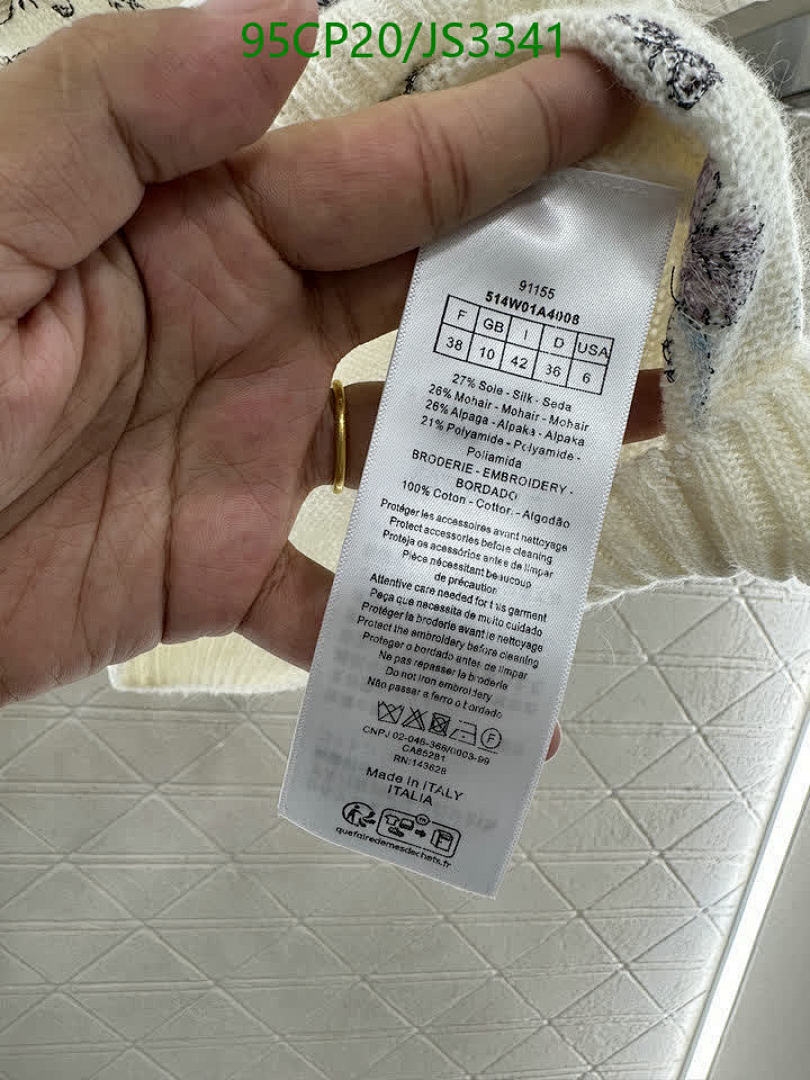 95CP20/JS3341
91155
514W01A4008
F GB I D USA
38 10 42 36 6
27% Soie - Silk - Seda
26% Mohair - Mohair - Mohair
26% Alpaga - Alpaka - Alpaka
21% Polyamide - Polyamide -
Poliamida
BRODERIE - EMBROIDERY -
BORDADO
100% Coton - Cotton - Algodão
Protéger les accessoires avant nettoyage
Protect accessories before cleaning
Proteja os acessórios antes de limpar
Pièce nécessitant beaucoup
de précaution
Attentive care needed for this garment
Peça que necessita de muito cuidado
Protéger la broderie avant le nettoyage
Protect the embroidery before cleaning
Proteger o bordado antes de limpar
Ne pas repasser la broderie
Do not iron embroidery
Não passar a ferro o bordado
F
CNPJ 02-046-366/0003-99
CA65281
RN:143628
Made in ITALY
ITALIA
quefairedemesdechets.fr